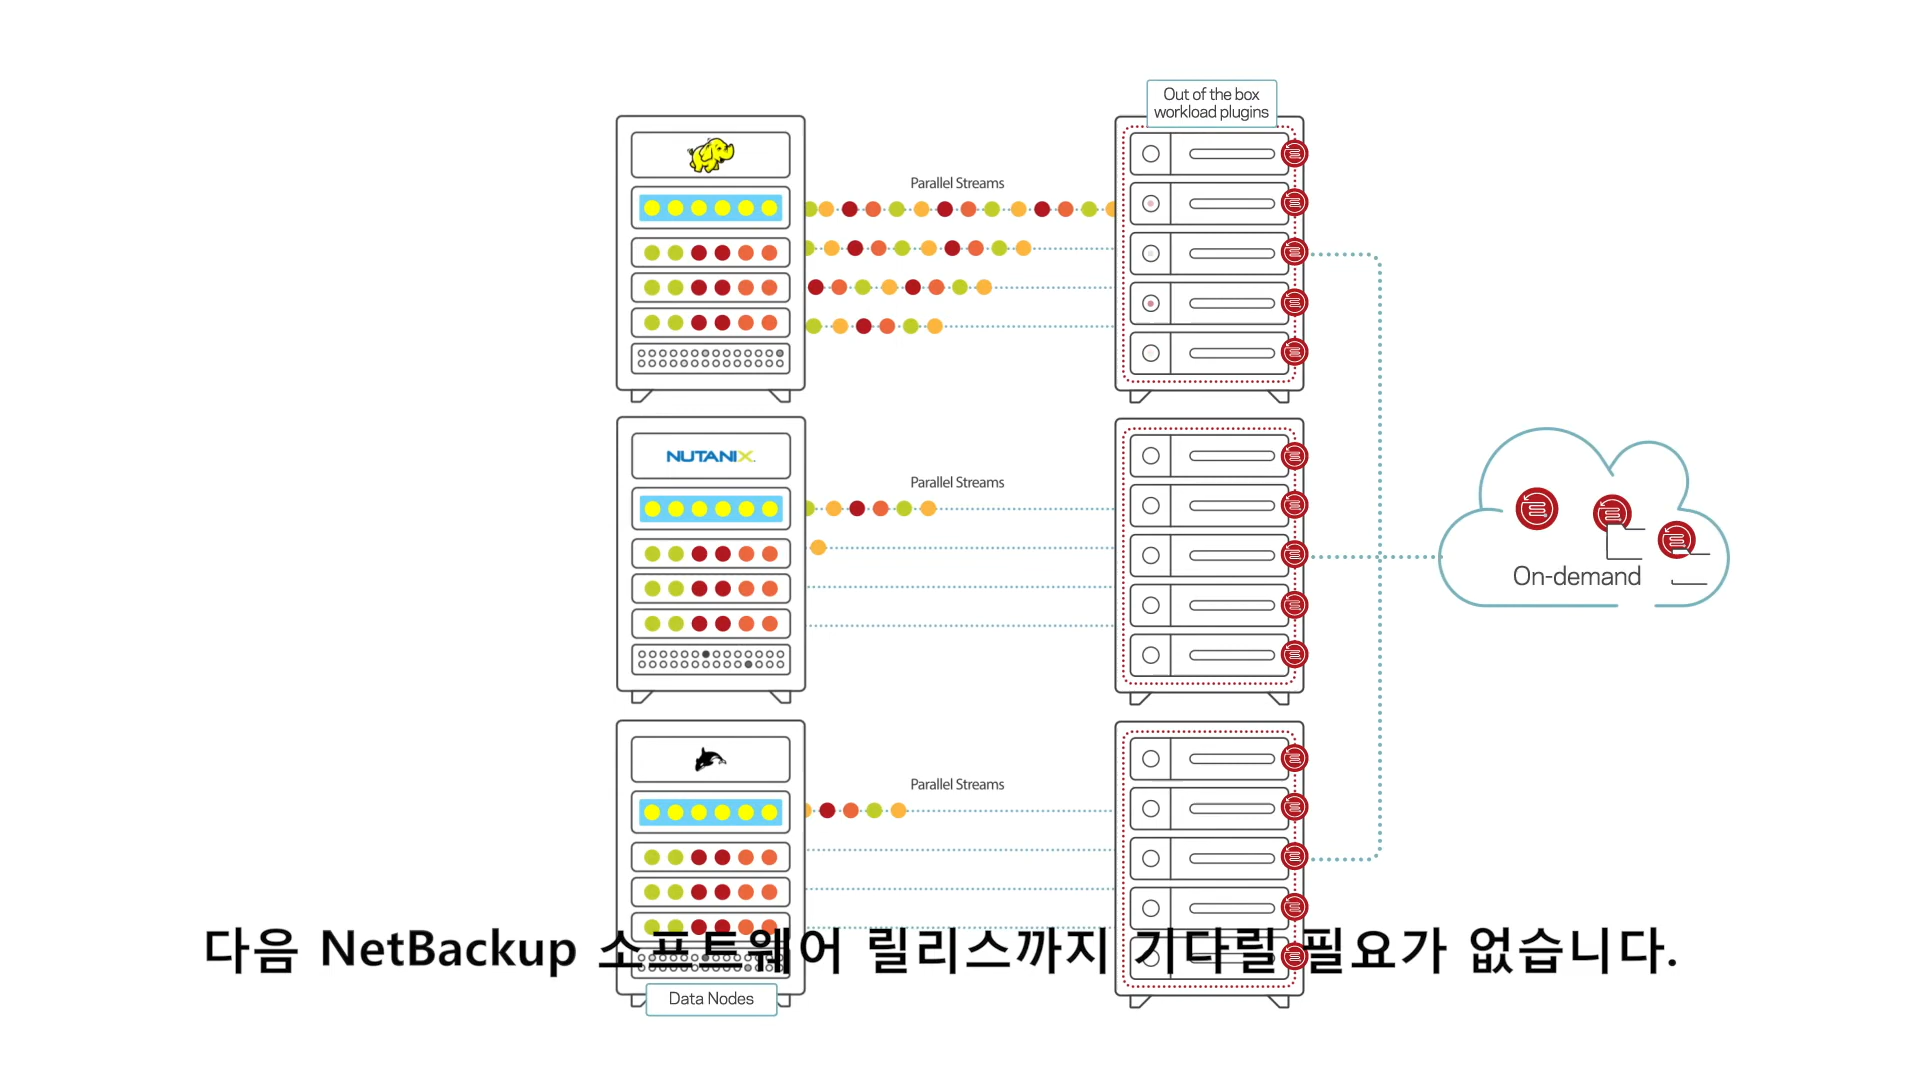 Out of the box
workload plugins
Parallel Streams
NUTANIX
Parallel Streams
On-demand
Parallel Streams
다음 NetBackup 소프트웨어 릴리스까지 기다릴 필요가 없습니다.
Data Nodes